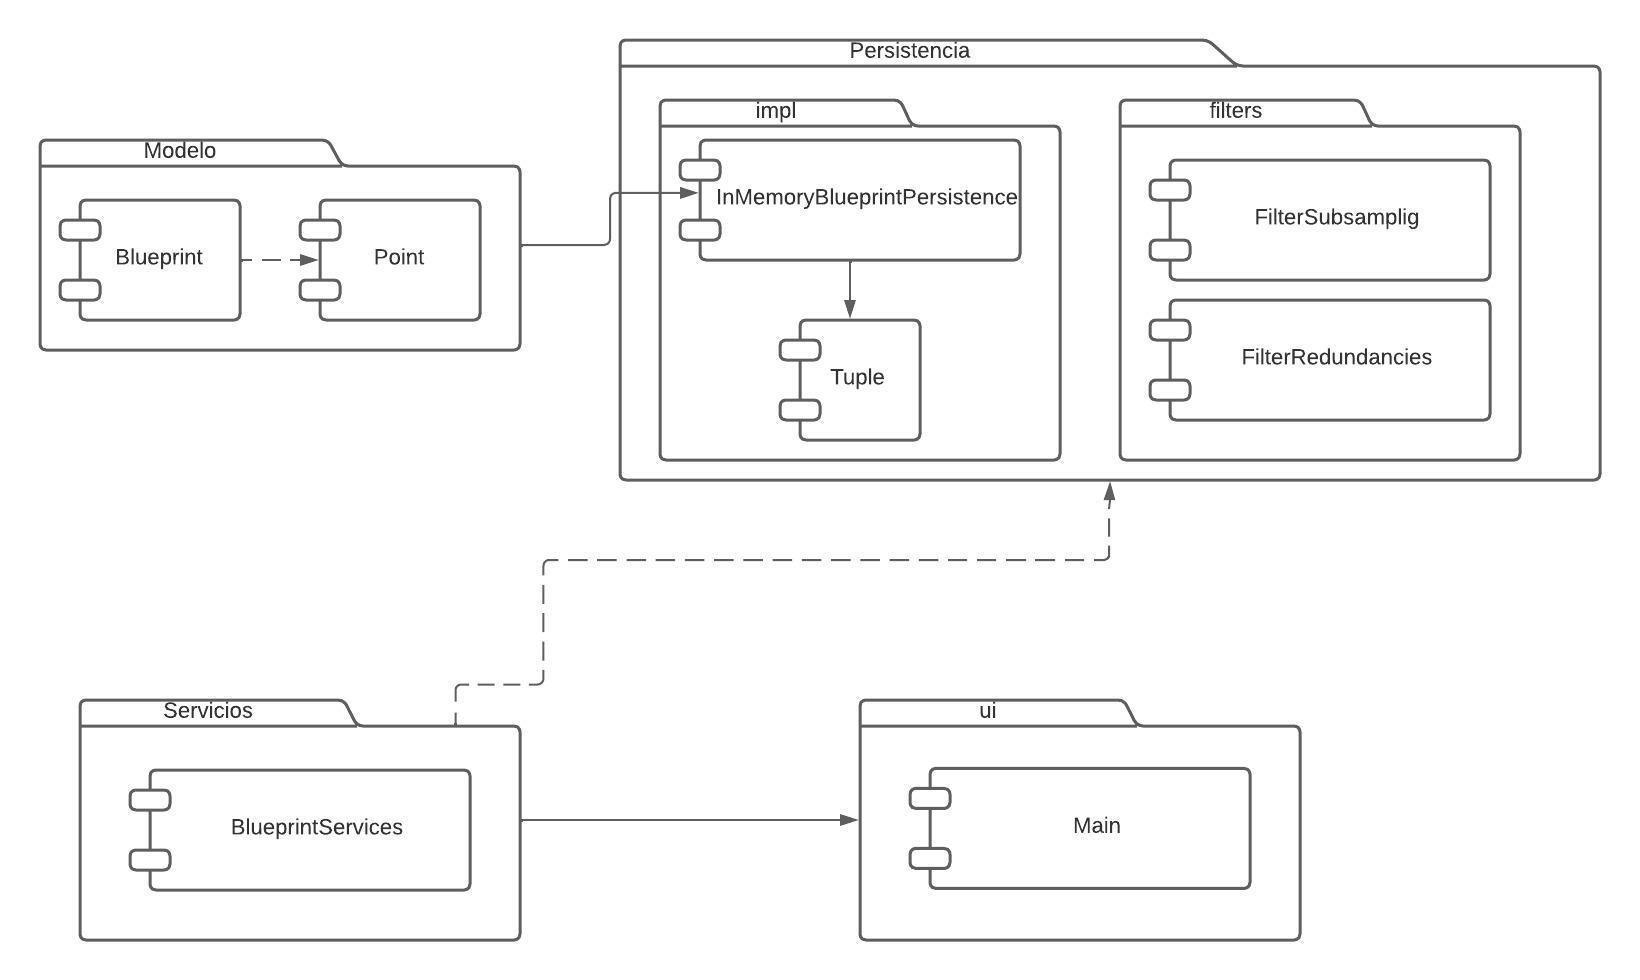 Persistencia
impl
filters
Modelo
InMemoryBlueprintPersistence
FilterSubsamplig
Blueprint
Point
FilterRedundancies
Tuple
Servicios
ui
BlueprintServices
Main